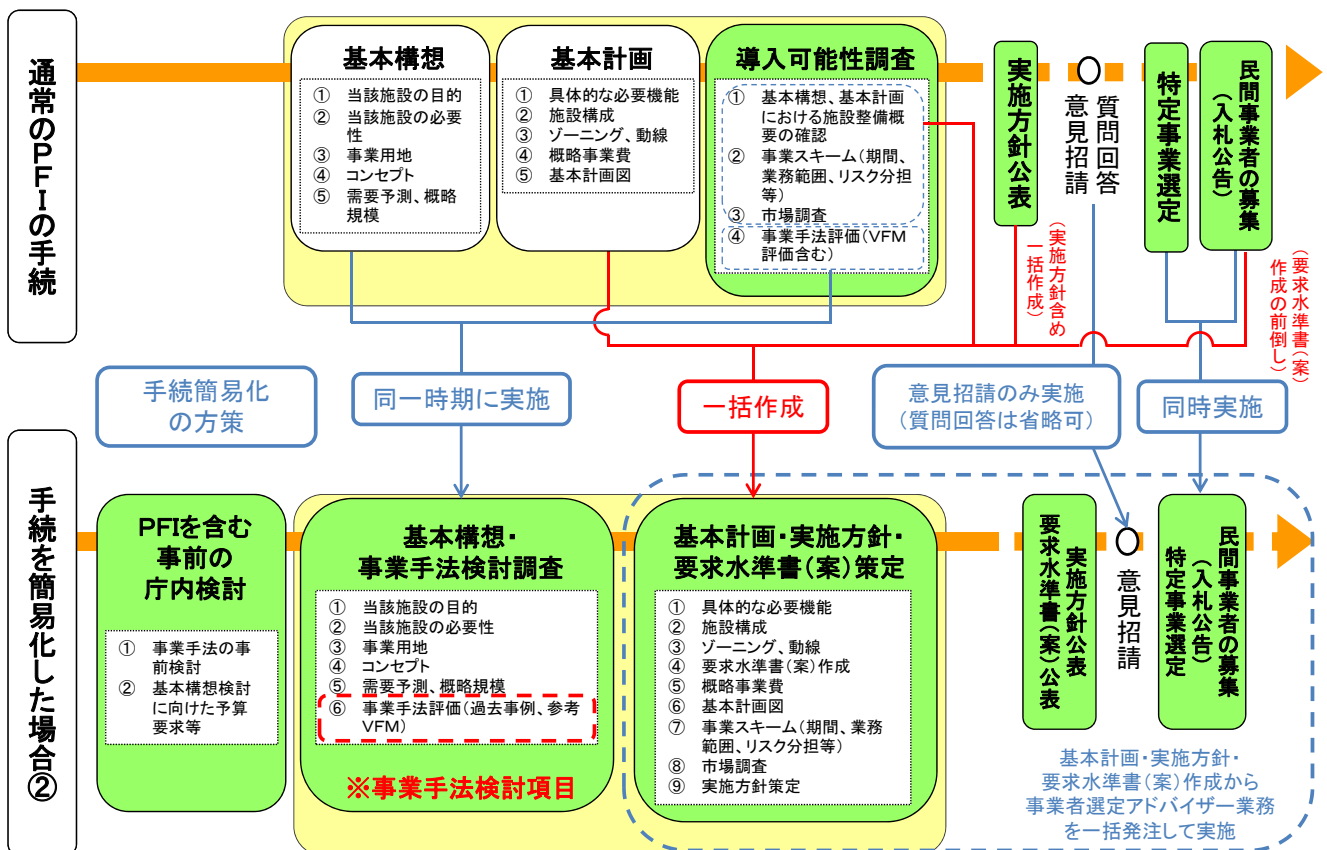 通常のPFIの手続
基本構想
① 当該施設の目的
② 当該施設の必要
性
③ 事業用地
④ コンセプト
⑤ 需要予測、概略
規模
基本計画
① 具体的な必要機能
② 施設構成
③ ゾーニング、動線
④ 概略事業費
⑤ 基本計画図
導入可能性調査
① 基本構想、基本計画
における施設整備概
要の確認
② 事業スキーム(期間、
業務範囲、リスク分担
等)
③ 市場調査
④ 事業手法評価(VFM
評価含む)
実施方針公表
(実施方針含め
一括作成)
質問回答
意見招請
特定事業選定
民間事業者の募集
(入札公告)
(要求水準書(案)
作成の前倒し)
手続簡易化
の方策
同一時期に実施
一括作成
意見招請のみ実施
(質問回答は省略可)
同時実施
手続を簡易化した場合②
PFIを含む
事前の
庁内検討
① 事業手法の事
前検討
② 基本構想検討
に向けた予算
要求等
基本構想・
事業手法検討調査
① 当該施設の目的
② 当該施設の必要性
③ 事業用地
④ コンセプト
⑤ 需要予測、概略規模
⑥ 事業手法評価(過去事例、参考
VFM)
※事業手法検討項目
基本計画・実施方針・
要求水準書(案)策定
① 具体的な必要機能
② 施設構成
③ ゾーニング、動線
④ 要求水準書(案)作成
⑤ 概略事業費
⑥ 基本計画図
⑦ 事業スキーム(期間、業務
範囲、リスク分担等)
⑧ 市場調査
⑨ 実施方針策定
実施方針公表
要求水準書(案)公表
意見招請
民間事業者の募集
(入札公告)
特定事業選定
基本計画・実施方針・
要求水準書(案)作成から
事業者選定アドバイザー業務
を一括発注して実施